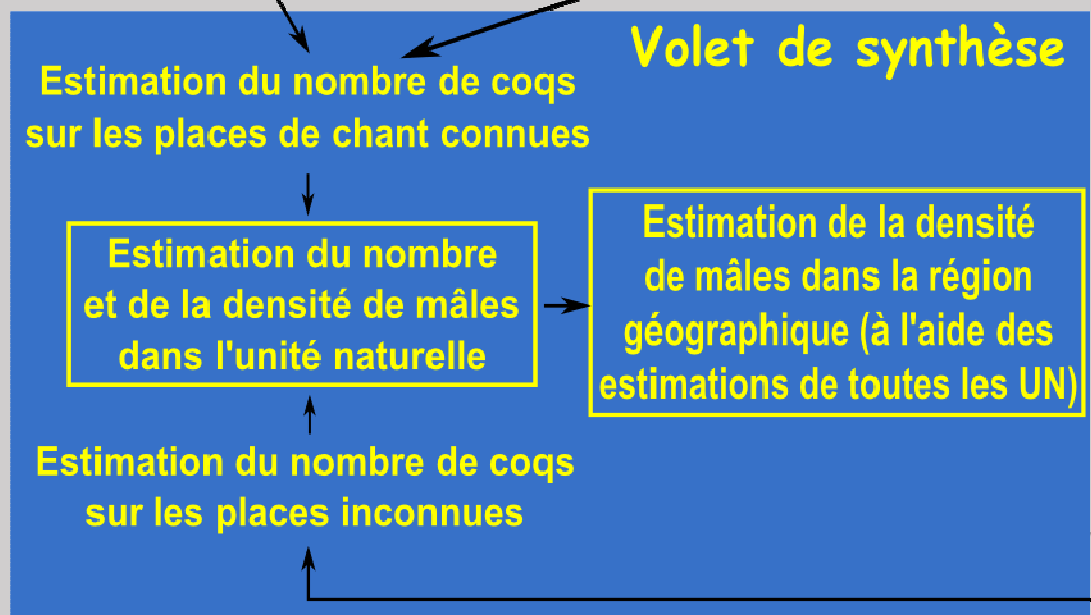 Volet de synthèse
Estimation du nombre de coqs
sur les places de chant connues
Estimation du nombre
et de la densité de mâles
dans l'unité naturelle
Estimation de la densité
de mâles dans la région
géographique (à l'aide des
estimations de toutes les UN)
Estimation du nombre de coqs
sur les places inconnues